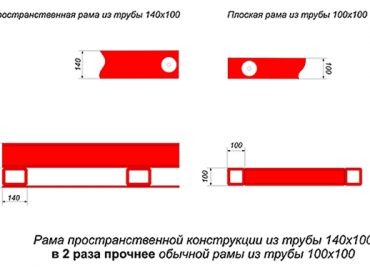 ространственная рама из трубы 140х100
Плоская рама из трубы 100х100
140
100
100
100
140
Рама пространственной конструкции из трубы 140х100
в 2 раза прочнее обычной рамы из трубы 100х100